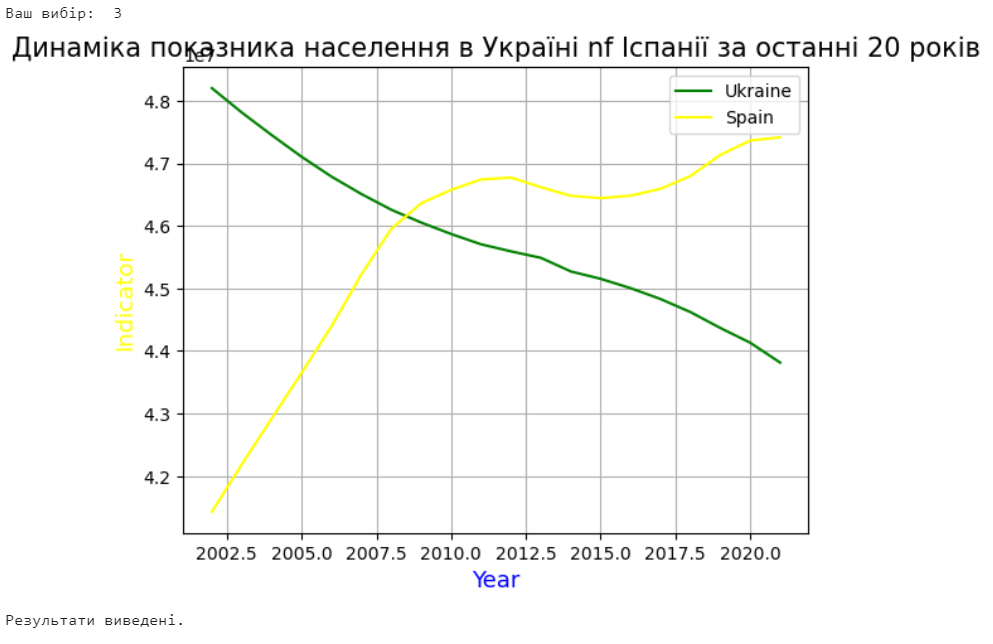 Ваш вибір: 3
Динаміка показника населення в Україні nf Іспанії за останні 20 років
1e7
Ukraine
Spain
4.8
4.7
4.6
4.5
4.4
4.3
4.2
Indicator
2002.5 2005.0 2007.5 2010.0 2012.5 2015.0 2017.5 2020.0
Year
Результати виведені.